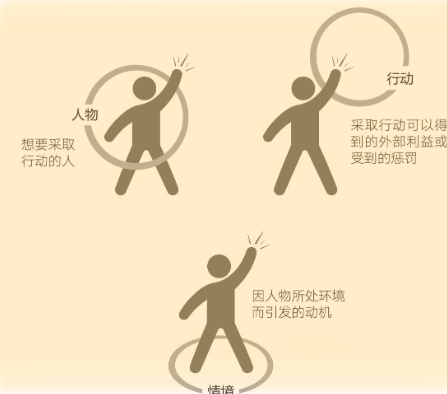 人物
想要采取
行动的人
行动
采取行动可以得
到的外部利益或
受到的惩罚
因人物所处环境
而引发的动机
情境